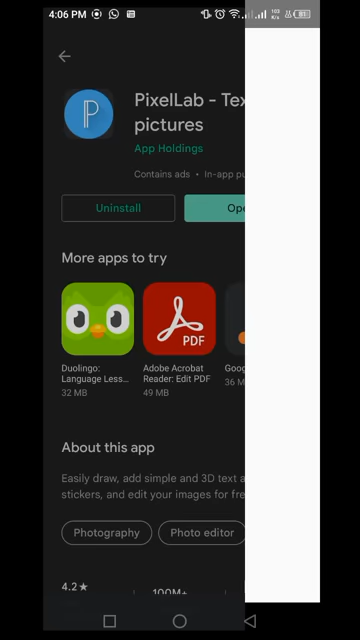 4:06 PM
PixelLab - Tex
pictures
App Holdings
Contains ads • In-app pu
Uninstall
Ope
More apps to try
PDF
Duolingo:
Language Less...
32 MB
Adobe Acrobat
Reader: Edit PDF
49 MB
Goog
36 M
About this app
Easily draw, add simple and 3D text a
stickers, and edit your images for fre
Photography
Photo editor
4.2★
100M+